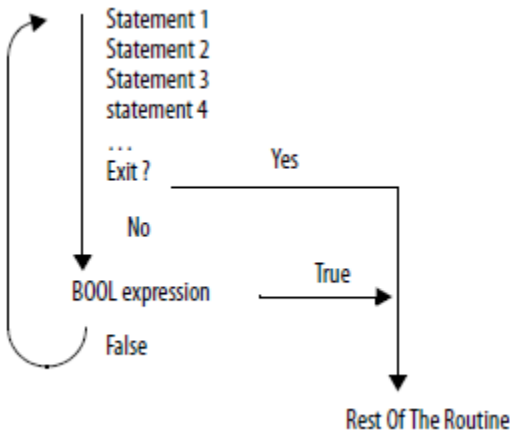 Statement 1
Statement 2
Statement 3
statement 4
...
Exit ?
Yes
No
BOOL expression
True
False
Rest Of The Routine